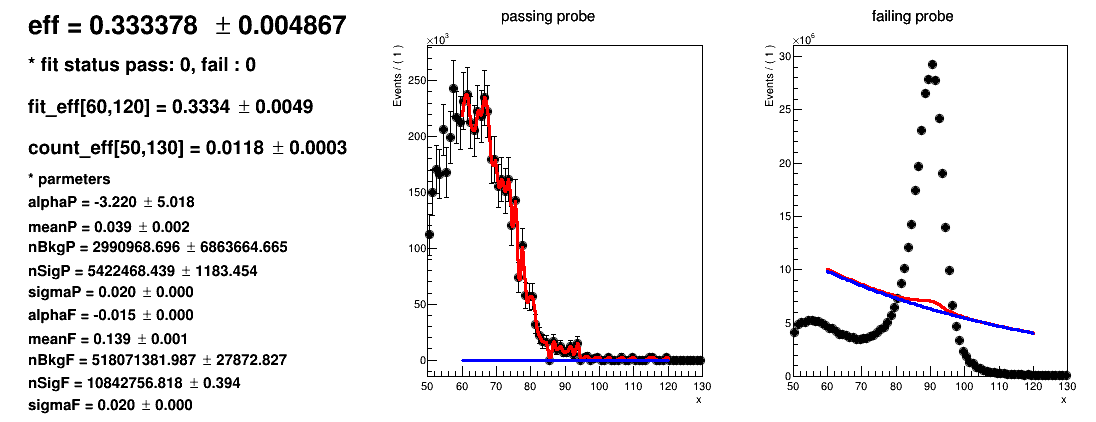 eff = 0.333378 ± 0.004867
* fit status pass: 0, fail : 0
fit_eff[60,120] = 0.3334 ± 0.0049
count_eff[50,130] = 0.0118 ± 0.0003
* parmeters
alphaP = -3.220 ± 5.018
meanP = 0.039 ± 0.002
nBkgP = 2990968.696 ± 6863664.665
nSigP = 5422468.439 ± 1183.454
sigmaP = 0.020 ± 0.000
alphaF = -0.015 ± 0.000
meanF = 0.139 ± 0.001
nBkgF = 518071381.987 ± 27872.827
nSigF = 10842756.818 ± 0.394
sigmaF = 0.020 ± 0.000
passing probe
×10³
Events / ( 1 )
250
200
150
100
50
0
50 60 70 80 90 100 110 120 130
x
failing probe
×10⁶
Events / ( 1 )
30
25
20
15
10
5
0
50 60 70 80 90 100 110 120 130
x